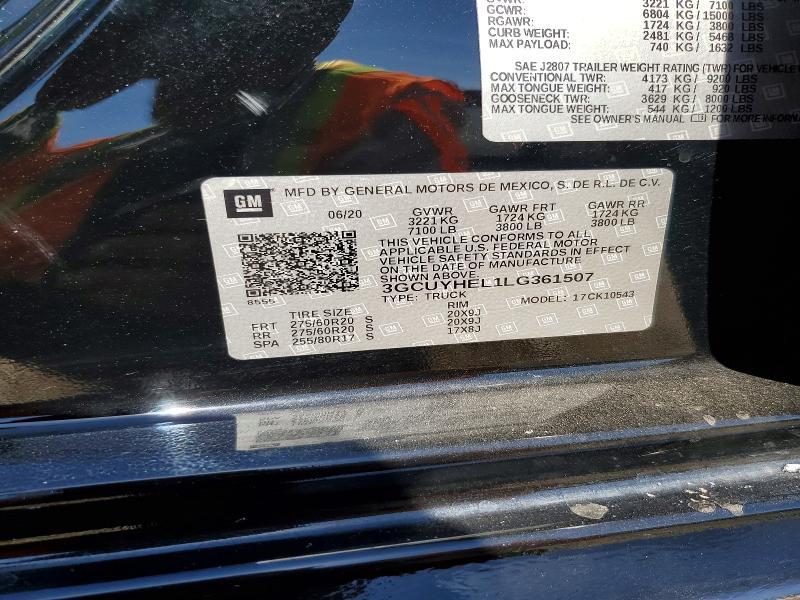 GVWR: 3221 KG / 7100 LBS
GCWR: 6804 KG / 15000 LBS
RGAWR: 1724 KG / 3800 LBS
CURB WEIGHT: 2481 KG / 5468 LBS
MAX PAYLOAD: 740 KG / 1632 LBS
SAE J2807 TRAILER WEIGHT RATING (TWR) FOR VEHICLE
CONVENTIONAL TWR: 4173 KG / 9200 LBS
MAX TONGUE WEIGHT: 417 KG / 920 LBS
GOOSENECK TWR: 3629 KG / 8000 LBS
MAX TONGUE WEIGHT: 544 KG / 1200 LBS
SEE OWNER'S MANUAL FOR MORE INFORM
GM MFD BY GENERAL MOTORS DE MEXICO, S. DE R.L. DE C.V.
06/20 GVWR GAWR FRT GAWR RR
3221 KG 1724 KG 1724 KG
7100 LB 3800 LB 3800 LB
THIS VEHICLE CONFORMS TO ALL
APPLICABLE U.S. FEDERAL MOTOR
VEHICLE SAFETY STANDARDS IN EFFECT
ON THE DATE OF MANUFACTURE
SHOWN ABOVE.
3GCUYHEL1LG361507
8555 TYPE: TRUCK MODEL: 17CK10543
TIRE SIZE RIM
FRT 275/60R20 S 20X9J
RR 275/60R20 S 20X9J
SPA 255/80R17 S 17X8J